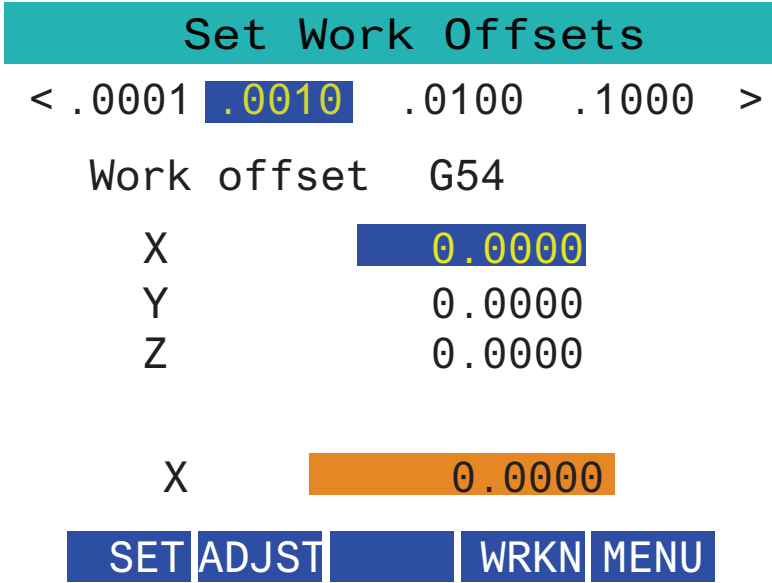 Set Work Offsets
< .0001 .0010 .0100 .1000 >
Work offset G54
X 0.0000
Y 0.0000
Z 0.0000
X 0.0000
SET ADJST WRKN MENU